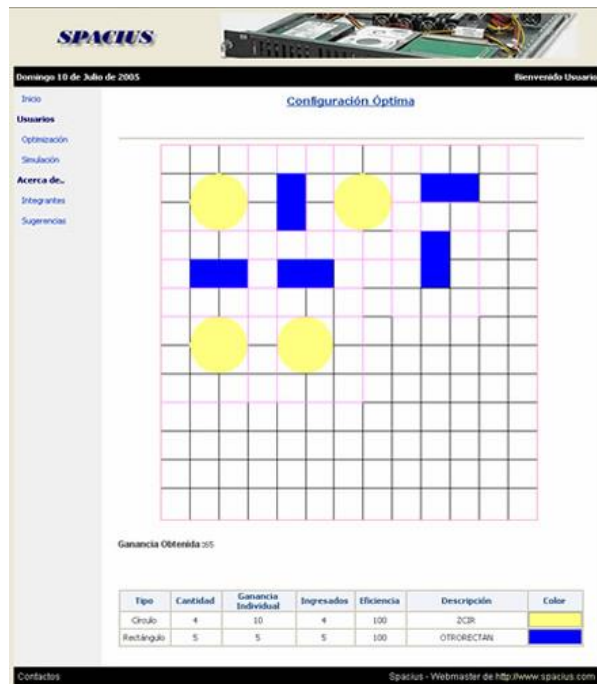 SPACIUS
Domingo 10 de Julio de 2005
Bienvenido Usuario
Inicio
Usuarios
Optimización
Simulación
Acerca de..
Integrantes
Sugerencias
Configuración Óptima
Ganancia Obtenida :65
Tipo Cantidad Ganancia Individual Ingresados Eficiencia Descripción Color
Círculo 4 10 4 100 ZCIR
Rectángulo 5 5 5 100 OTRORECTAN
Contactos
Spacius - Webmaster de http://www.spacius.com